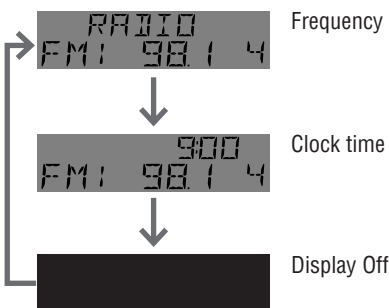 RADIO
FM1 98.1 4
Frequency
9:00
FM1 98.1 4
Clock time
Display Off